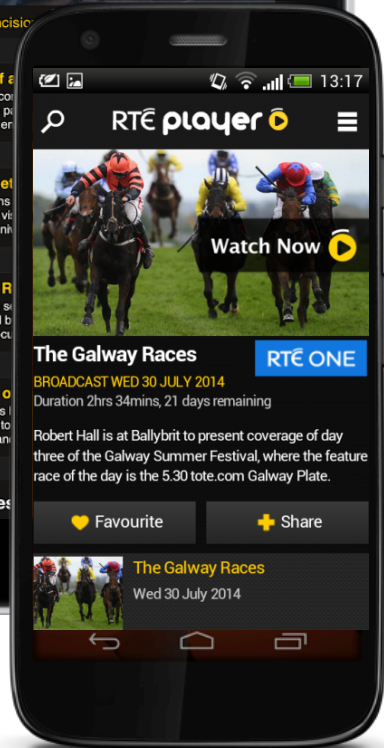 13:17
RTÉ player
Watch Now
The Galway Races
RTÉ ONE
BROADCAST WED 30 JULY 2014
Duration 2hrs 34mins, 21 days remaining
Robert Hall is at Ballybrit to present coverage of day
three of the Galway Summer Festival, where the feature
race of the day is the 5.30 tote.com Galway Plate.
Favourite
Share
The Galway Races
Wed 30 July 2014